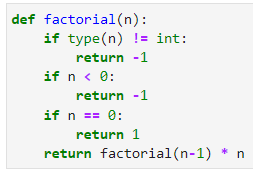 def factorial(n):
    if type(n) != int:
        return -1
    if n < 0:
        return -1
    if n == 0:
        return 1
    return factorial(n-1) * n